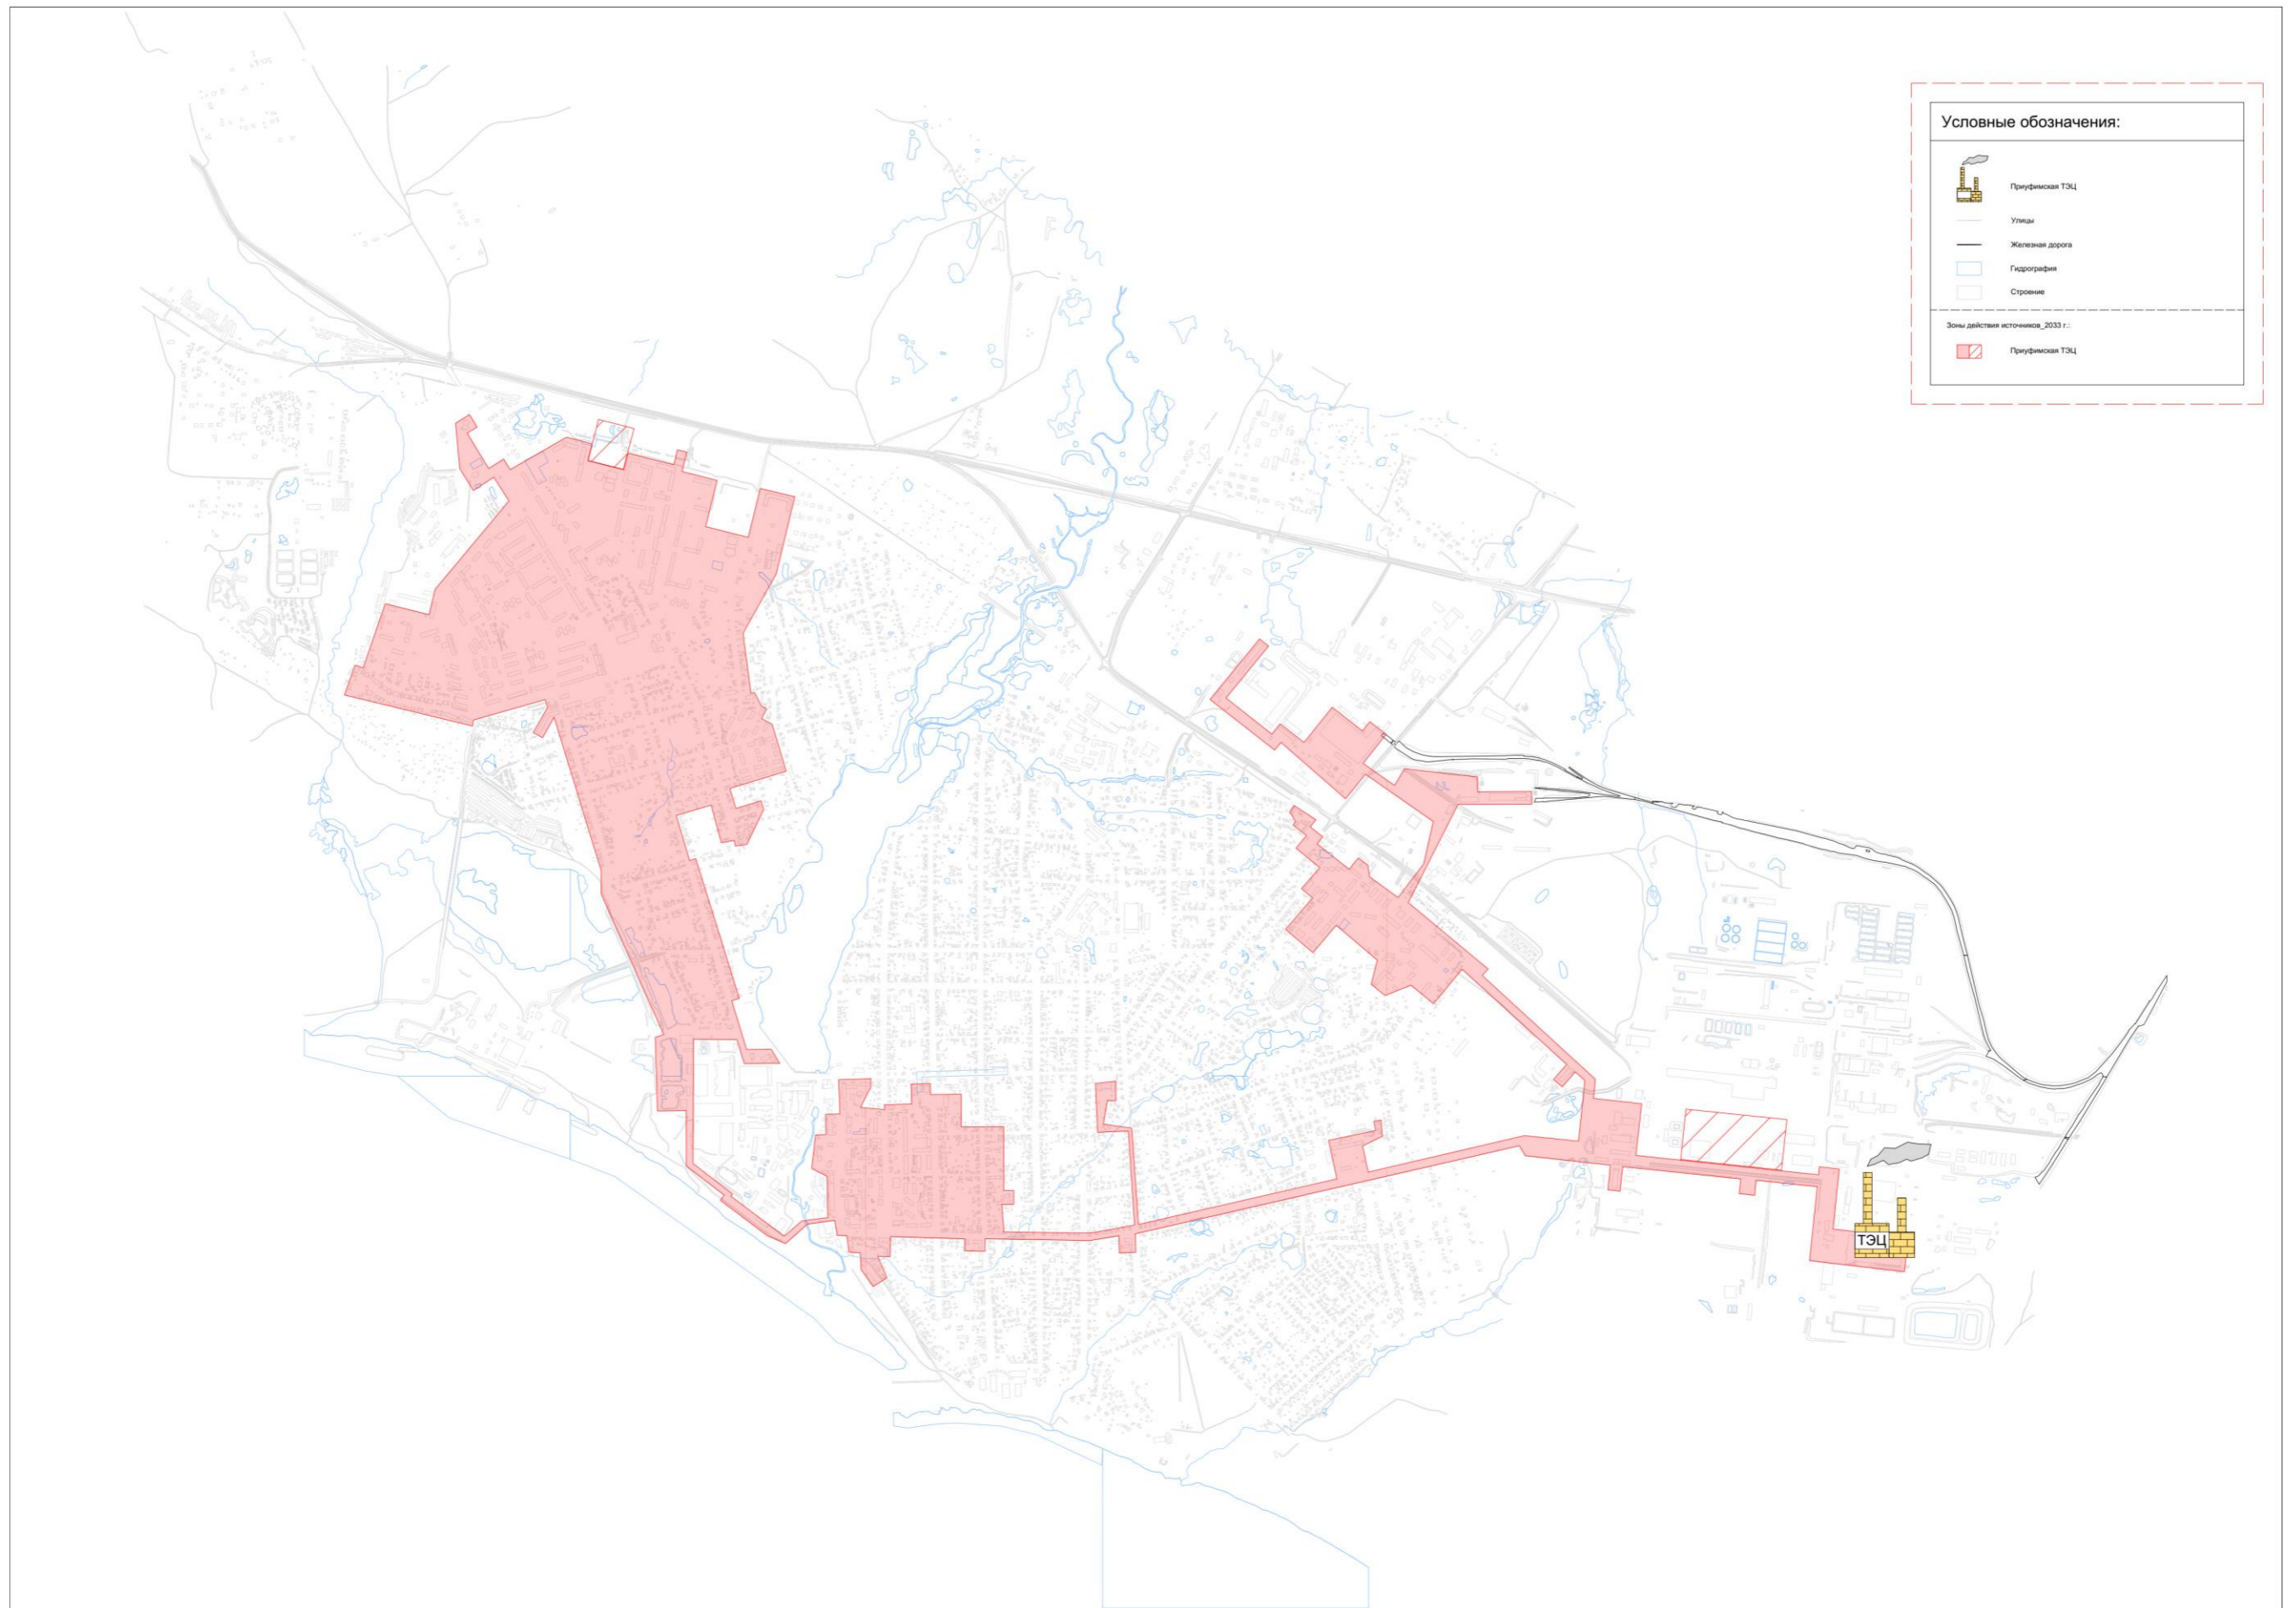 Условные обозначения:
Приуфимская ТЭЦ
Улицы
Железная дорога
Гидрография
Строение
Зоны действия источников_2033 г.:
Приуфимская ТЭЦ
ТЭЦ